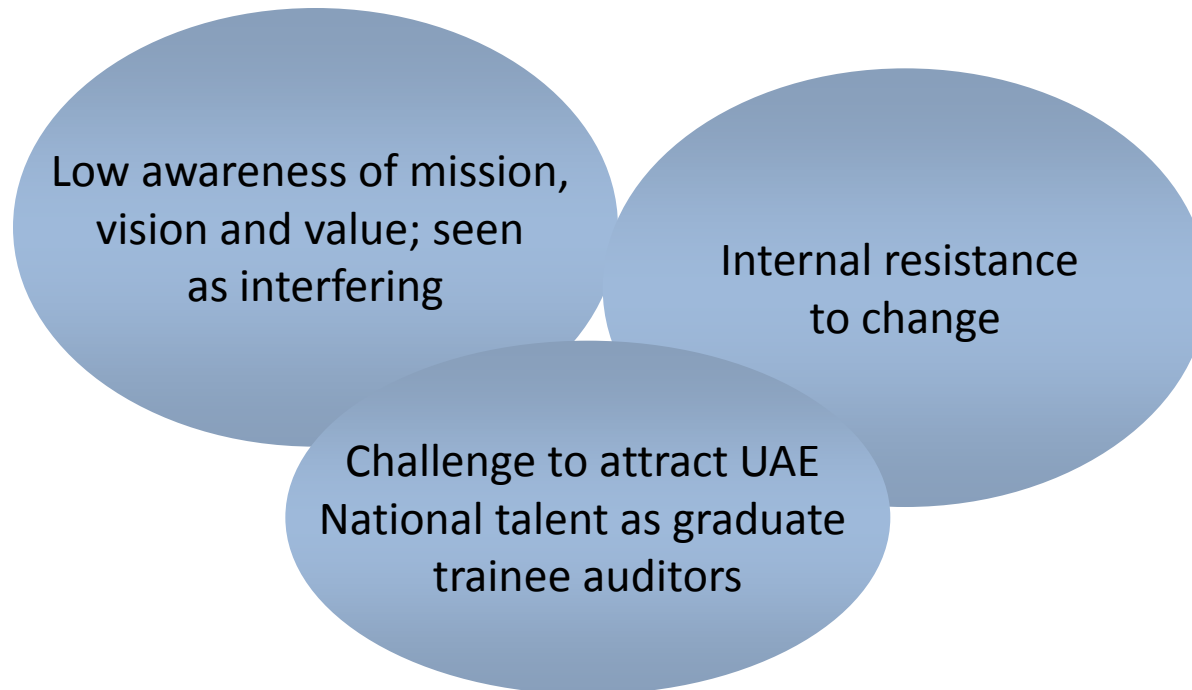 Low awareness of mission,
vision and value; seen
as interfering
Internal resistance
to change
Challenge to attract UAE
National talent as graduate
trainee auditors